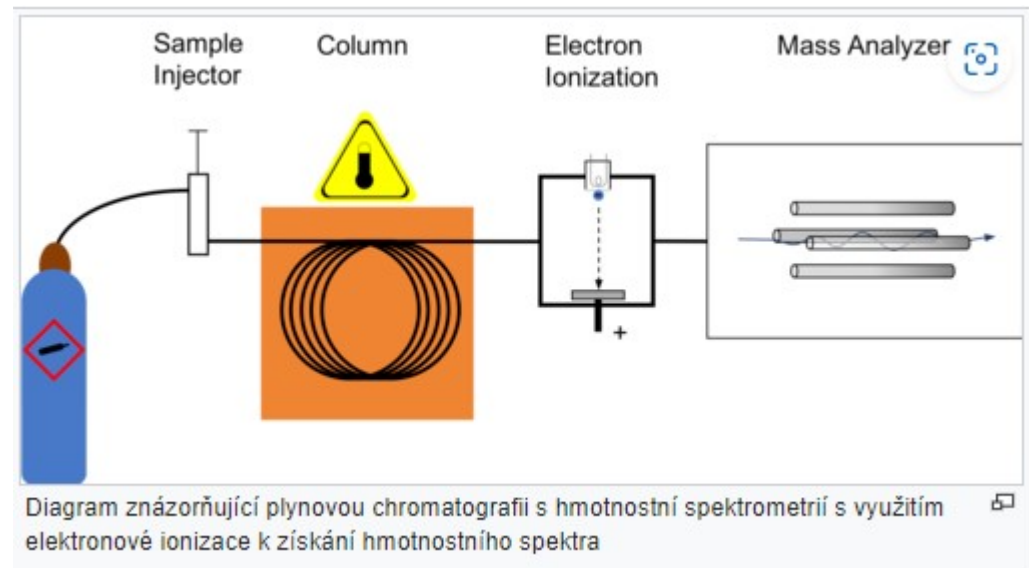 Sample Injector
Column
Electron Ionization
Mass Analyzer
+
Diagram znázorňující plynovou chromatografii s hmotnostní spektrometrií s využitím
elektronové ionizace k získání hmotnostního spektra